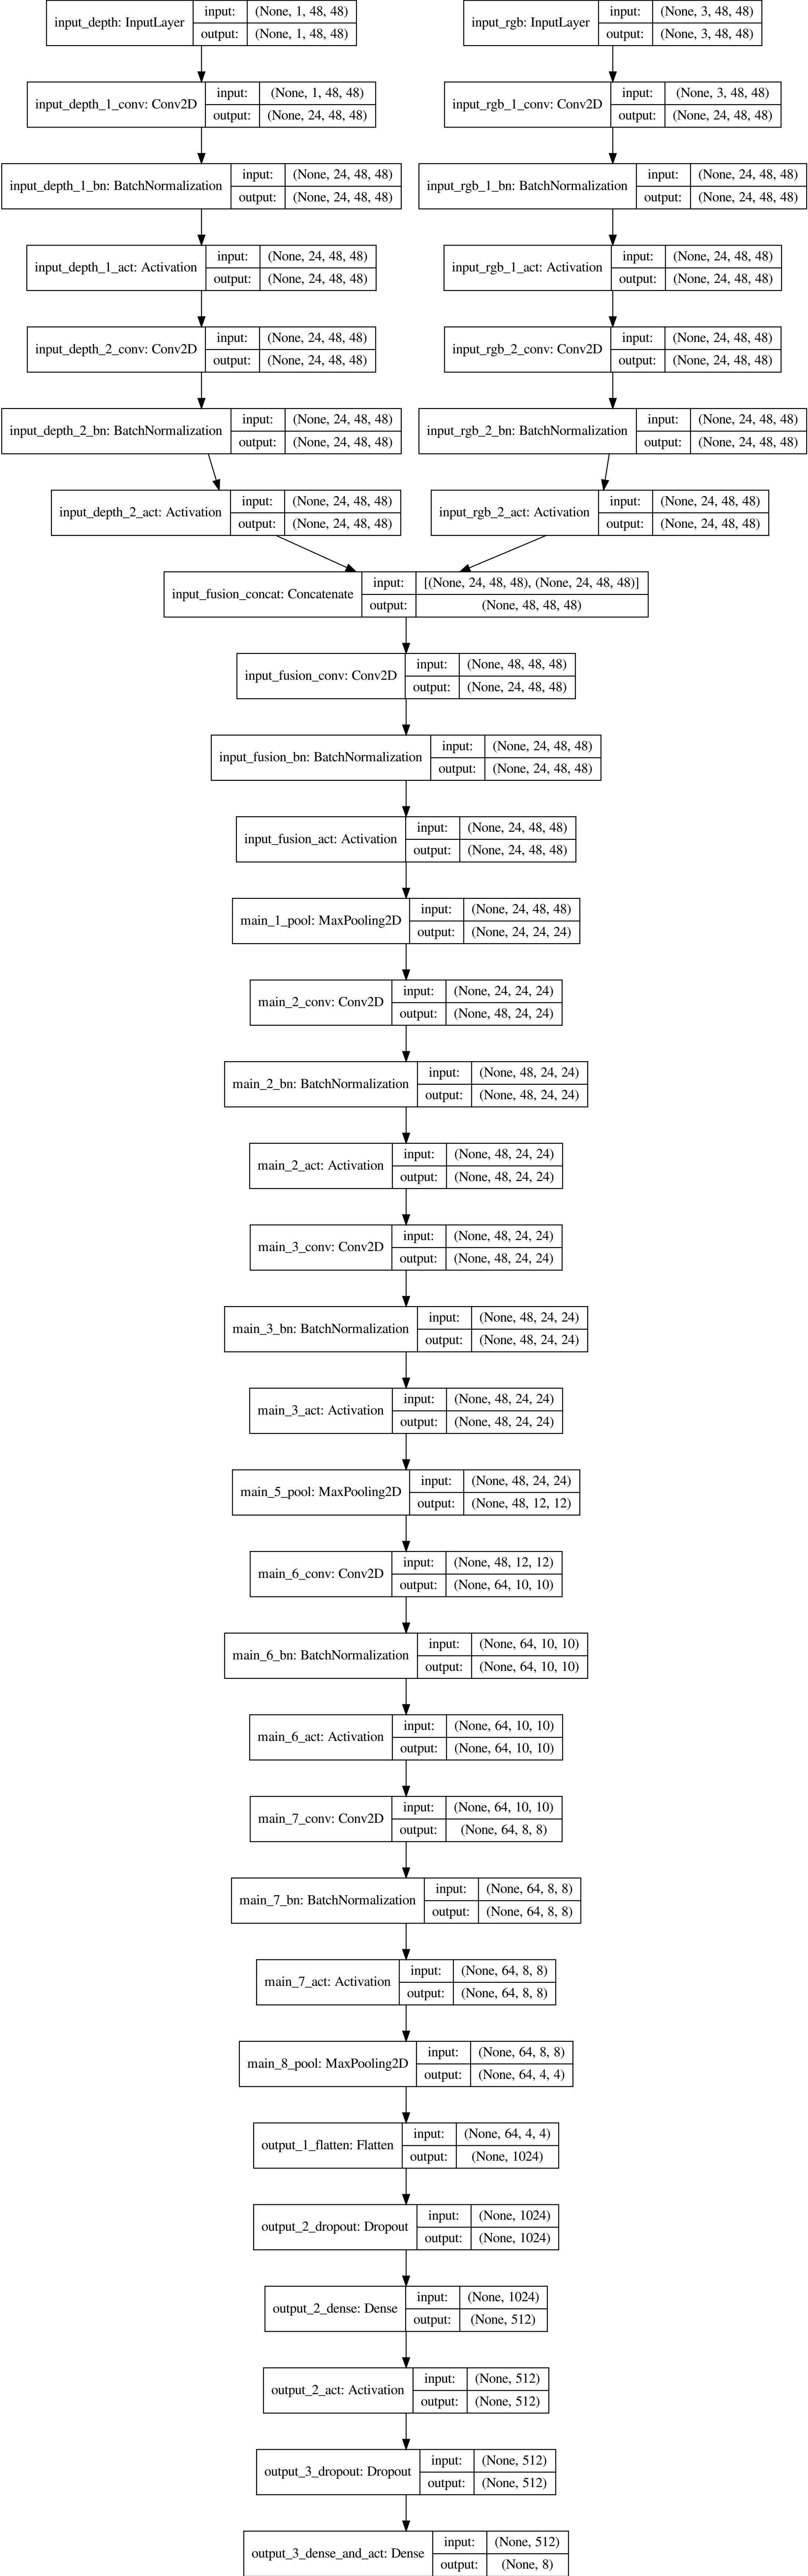 input_depth: InputLayer input: (None, 1, 48, 48)
output: (None, 1, 48, 48)
input_rgb: InputLayer input: (None, 3, 48, 48)
output: (None, 3, 48, 48)
input_depth_1_conv: Conv2D input: (None, 1, 48, 48)
output: (None, 24, 48, 48)
input_rgb_1_conv: Conv2D input: (None, 3, 48, 48)
output: (None, 24, 48, 48)
input_depth_1_bn: BatchNormalization input: (None, 24, 48, 48)
output: (None, 24, 48, 48)
input_rgb_1_bn: BatchNormalization input: (None, 24, 48, 48)
output: (None, 24, 48, 48)
input_depth_1_act: Activation input: (None, 24, 48, 48)
output: (None, 24, 48, 48)
input_rgb_1_act: Activation input: (None, 24, 48, 48)
output: (None, 24, 48, 48)
input_depth_2_conv: Conv2D input: (None, 24, 48, 48)
output: (None, 24, 48, 48)
input_rgb_2_conv: Conv2D input: (None, 24, 48, 48)
output: (None, 24, 48, 48)
input_depth_2_bn: BatchNormalization input: (None, 24, 48, 48)
output: (None, 24, 48, 48)
input_rgb_2_bn: BatchNormalization input: (None, 24, 48, 48)
output: (None, 24, 48, 48)
input_depth_2_act: Activation input: (None, 24, 48, 48)
output: (None, 24, 48, 48)
input_rgb_2_act: Activation input: (None, 24, 48, 48)
output: (None, 24, 48, 48)
input_fusion_concat: Concatenate input: [(None, 24, 48, 48), (None, 24, 48, 48)]
output: (None, 48, 48, 48)
input_fusion_conv: Conv2D input: (None, 48, 48, 48)
output: (None, 24, 48, 48)
input_fusion_bn: BatchNormalization input: (None, 24, 48, 48)
output: (None, 24, 48, 48)
input_fusion_act: Activation input: (None, 24, 48, 48)
output: (None, 24, 48, 48)
main_1_pool: MaxPooling2D input: (None, 24, 48, 48)
output: (None, 24, 24, 24)
main_2_conv: Conv2D input: (None, 24, 24, 24)
output: (None, 48, 24, 24)
main_2_bn: BatchNormalization input: (None, 48, 24, 24)
output: (None, 48, 24, 24)
main_2_act: Activation input: (None, 48, 24, 24)
output: (None, 48, 24, 24)
main_3_conv: Conv2D input: (None, 48, 24, 24)
output: (None, 48, 24, 24)
main_3_bn: BatchNormalization input: (None, 48, 24, 24)
output: (None, 48, 24, 24)
main_3_act: Activation input: (None, 48, 24, 24)
output: (None, 48, 24, 24)
main_5_pool: MaxPooling2D input: (None, 48, 24, 24)
output: (None, 48, 12, 12)
main_6_conv: Conv2D input: (None, 48, 12, 12)
output: (None, 64, 10, 10)
main_6_bn: BatchNormalization input: (None, 64, 10, 10)
output: (None, 64, 10, 10)
main_6_act: Activation input: (None, 64, 10, 10)
output: (None, 64, 10, 10)
main_7_conv: Conv2D input: (None, 64, 10, 10)
output: (None, 64, 8, 8)
main_7_bn: BatchNormalization input: (None, 64, 8, 8)
output: (None, 64, 8, 8)
main_7_act: Activation input: (None, 64, 8, 8)
output: (None, 64, 8, 8)
main_8_pool: MaxPooling2D input: (None, 64, 8, 8)
output: (None, 64, 4, 4)
output_1_flatten: Flatten input: (None, 64, 4, 4)
output: (None, 1024)
output_2_dropout: Dropout input: (None, 1024)
output: (None, 1024)
output_2_dense: Dense input: (None, 1024)
output: (None, 512)
output_2_act: Activation input: (None, 512)
output: (None, 512)
output_3_dropout: Dropout input: (None, 512)
output: (None, 512)
output_3_dense_and_act: Dense input: (None, 512)
output: (None, 8)